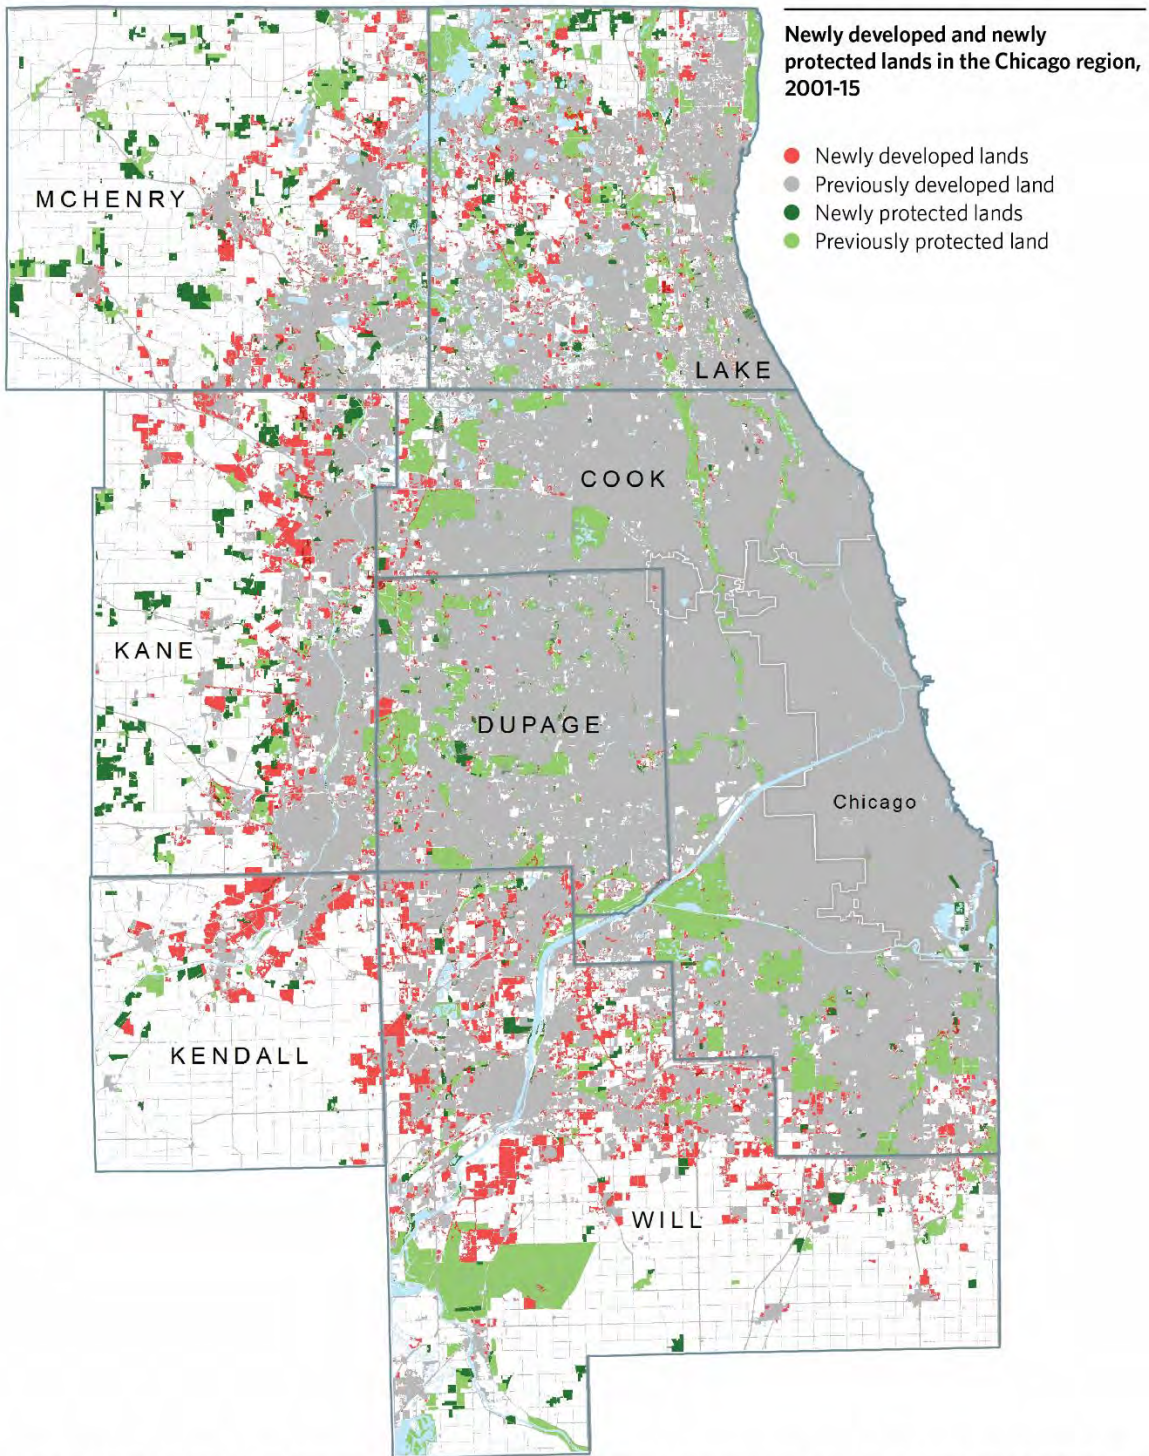 Newly developed and newly
protected lands in the Chicago region,
2001-15
Newly developed lands
Previously developed land
Newly protected lands
Previously protected land
MCHENRY
LAKE
COOK
KANE
DUPAGE
Chicago
KENDALL
WILL